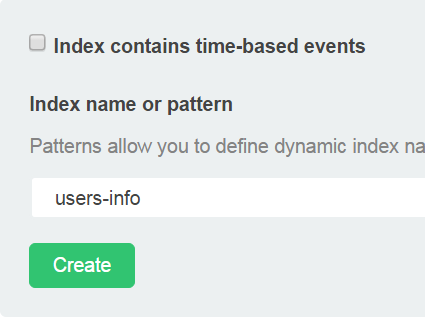 Index contains time-based events
Index name or pattern
Patterns allow you to define dynamic index na
users-info
Create